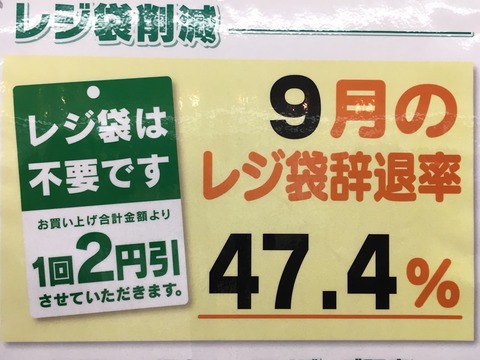 レジ袋削減
レジ袋は
不要です
お買い上げ合計金額より
1回2円引
させていただきます。
9月の
レジ袋辞退率
47.4%